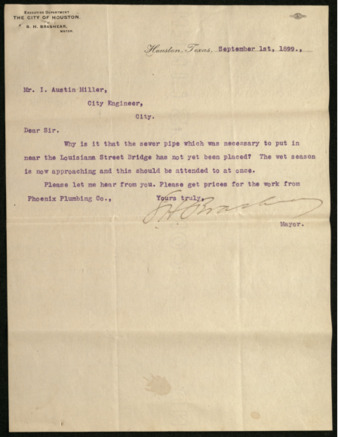 EXECUTIVE DEPARTMENT
THE CITY OF HOUSTON
S. H. BRASHEAR,
MAYOR.
Houston, Texas, September 1st, 1899.,
Mr. I. Austin Miller,
City Engineer,
City.
Dear Sir.
Why is it that the sewer pipe which was necessary to put in
near the Louisiana Street Bridge has not yet been placed? The wet season
is now approaching and this should be attended to at once.
Please let me hear from you. Please get prices for the work from
Phoenix Plumbing Co., Yours truly,
S H Brashear
Mayor.